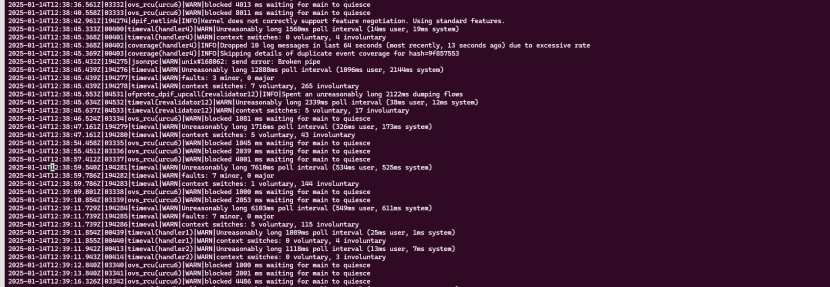 2025-01-14T12:38:36.561Z|03332|ovs_rcu(urcu6)|WARN|blocked 4013 ms waiting for main to quiesce
2025-01-14T12:38:40.558Z|03333|ovs_rcu(urcu6)|WARN|blocked 8011 ms waiting for main to quiesce
2025-01-14T12:38:42.961Z|194274|dpif_netlink|INFO|Kernel does not correctly support feature negotiation. Using standard features.
2025-01-14T12:38:45.333Z|00400|timeval(handler4)|WARN|Unreasonably long 1560ms poll interval (14ms user, 19ms system)
2025-01-14T12:38:45.368Z|00401|timeval(handler4)|WARN|context switches: 0 voluntary, 4 involuntary
2025-01-14T12:38:45.368Z|00402|coverage(handler4)|INFO|Dropped 10 log messages in last 64 seconds (most recently, 13 seconds ago) due to excessive rate
2025-01-14T12:38:45.368Z|00403|coverage(handler4)|INFO|Skipping details of duplicate event coverage for hash=9f857553
2025-01-14T12:38:45.432Z|194275|jsonrpc|WARN|unix#168062: send error: Broken pipe
2025-01-14T12:38:45.432Z|194276|timeval|WARN|Unreasonably long 12888ms poll interval (1096ms user, 2144ms system)
2025-01-14T12:38:45.432Z|194277|timeval|WARN|faults: 3 minor, 0 major
2025-01-14T12:38:45.432Z|194278|timeval|WARN|context switches: 7 voluntary, 265 involuntary
2025-01-14T12:38:45.553Z|04531|ofproto_dpif_upcall(revalidator12)|INFO|Spent an unreasonably long 2122ms dumping flows
2025-01-14T12:38:45.634Z|04532|timeval(revalidator12)|WARN|Unreasonably long 2339ms poll interval (38ms user, 12ms system)
2025-01-14T12:38:45.637Z|04533|timeval(revalidator12)|WARN|context switches: 5 voluntary, 17 involuntary
2025-01-14T12:38:46.524Z|03334|ovs_rcu(urcu6)|WARN|blocked 1081 ms waiting for main to quiesce
2025-01-14T12:38:47.161Z|194279|timeval|WARN|Unreasonably long 1716ms poll interval (326ms user, 173ms system)
2025-01-14T12:38:47.161Z|194280|timeval|WARN|context switches: 5 voluntary, 43 involuntary
2025-01-14T12:38:54.458Z|03335|ovs_rcu(urcu6)|WARN|blocked 1045 ms waiting for main to quiesce
2025-01-14T12:38:55.451Z|03336|ovs_rcu(urcu6)|WARN|blocked 2039 ms waiting for main to quiesce
2025-01-14T12:38:57.412Z|03337|ovs_rcu(urcu6)|WARN|blocked 4001 ms waiting for main to quiesce
2025-01-14T12:38:59.540Z|194281|timeval|WARN|Unreasonably long 7610ms poll interval (534ms user, 525ms system)
2025-01-14T12:38:59.786Z|194282|timeval|WARN|faults: 7 minor, 0 major
2025-01-14T12:38:59.786Z|194283|timeval|WARN|context switches: 1 voluntary, 144 involuntary
2025-01-14T12:39:09.801Z|03338|ovs_rcu(urcu6)|WARN|blocked 1000 ms waiting for main to quiesce
2025-01-14T12:39:10.854Z|03339|ovs_rcu(urcu6)|WARN|blocked 2053 ms waiting for main to quiesce
2025-01-14T12:39:11.729Z|194284|timeval|WARN|Unreasonably long 6103ms poll interval (549ms user, 611ms system)
2025-01-14T12:39:11.739Z|194285|timeval|WARN|faults: 7 minor, 0 major
2025-01-14T12:39:11.739Z|194286|timeval|WARN|context switches: 5 voluntary, 115 involuntary
2025-01-14T12:39:11.854Z|00439|timeval(handler1)|WARN|Unreasonably long 1089ms poll interval (25ms user, 1ms system)
2025-01-14T12:39:11.855Z|00440|timeval(handler1)|WARN|context switches: 0 voluntary, 4 involuntary
2025-01-14T12:39:11.942Z|00413|timeval(handler2)|WARN|Unreasonably long 1118ms poll interval (13ms user, 7ms system)
2025-01-14T12:39:11.943Z|00414|timeval(handler2)|WARN|context switches: 0 voluntary, 3 involuntary
2025-01-14T12:39:12.840Z|03340|ovs_rcu(urcu6)|WARN|blocked 1000 ms waiting for main to quiesce
2025-01-14T12:39:13.840Z|03341|ovs_rcu(urcu6)|WARN|blocked 2001 ms waiting for main to quiesce
2025-01-14T12:39:16.326Z|03342|ovs_rcu(urcu6)|WARN|blocked 4486 ms waiting for main to quiesce